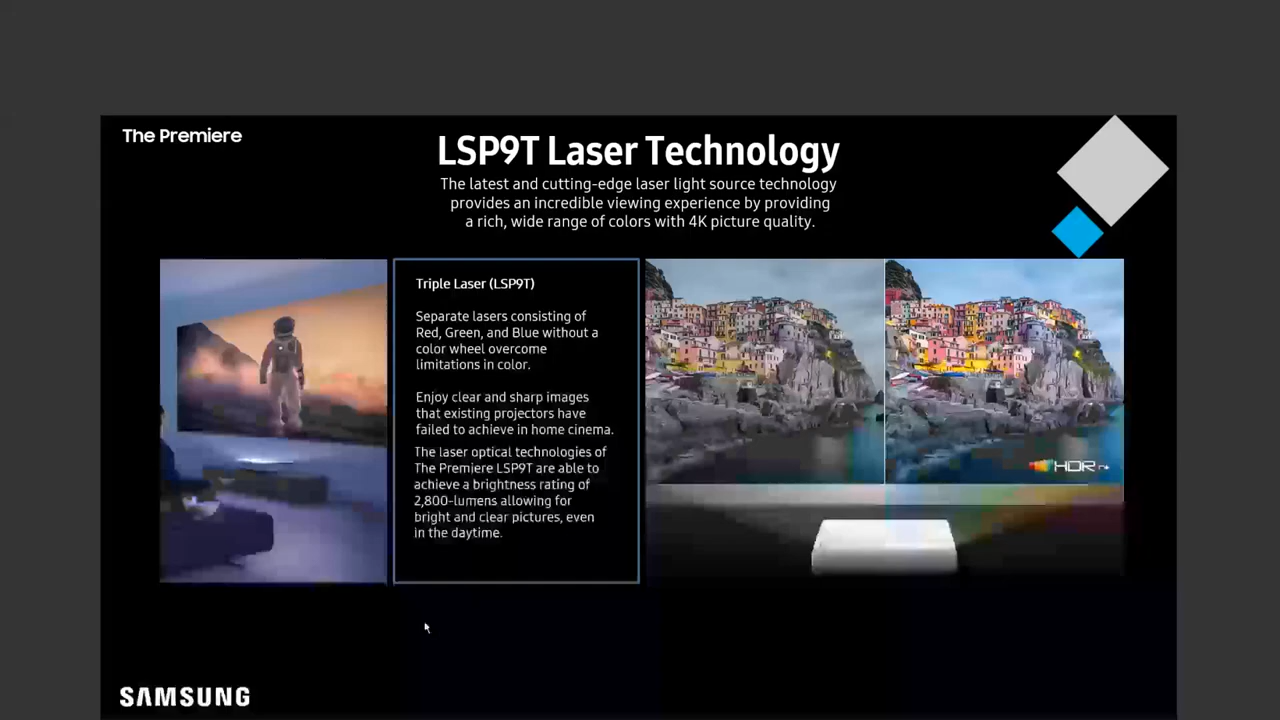 The Premiere
LSP9T Laser Technology
The latest and cutting-edge laser light source technology
provides an incredible viewing experience by providing
a rich, wide range of colors with 4K picture quality.
Triple Laser (LSP9T)
Separate lasers consisting of
Red, Green, and Blue without a
color wheel overcome
limitations in color.
Enjoy clear and sharp images
that existing projectors have
failed to achieve in home cinema.
The laser optical technologies of
The Premiere LSP9T are able to
achieve a brightness rating of
2,800-lumens allowing for
bright and clear pictures, even
in the daytime.
HDR
SAMSUNG